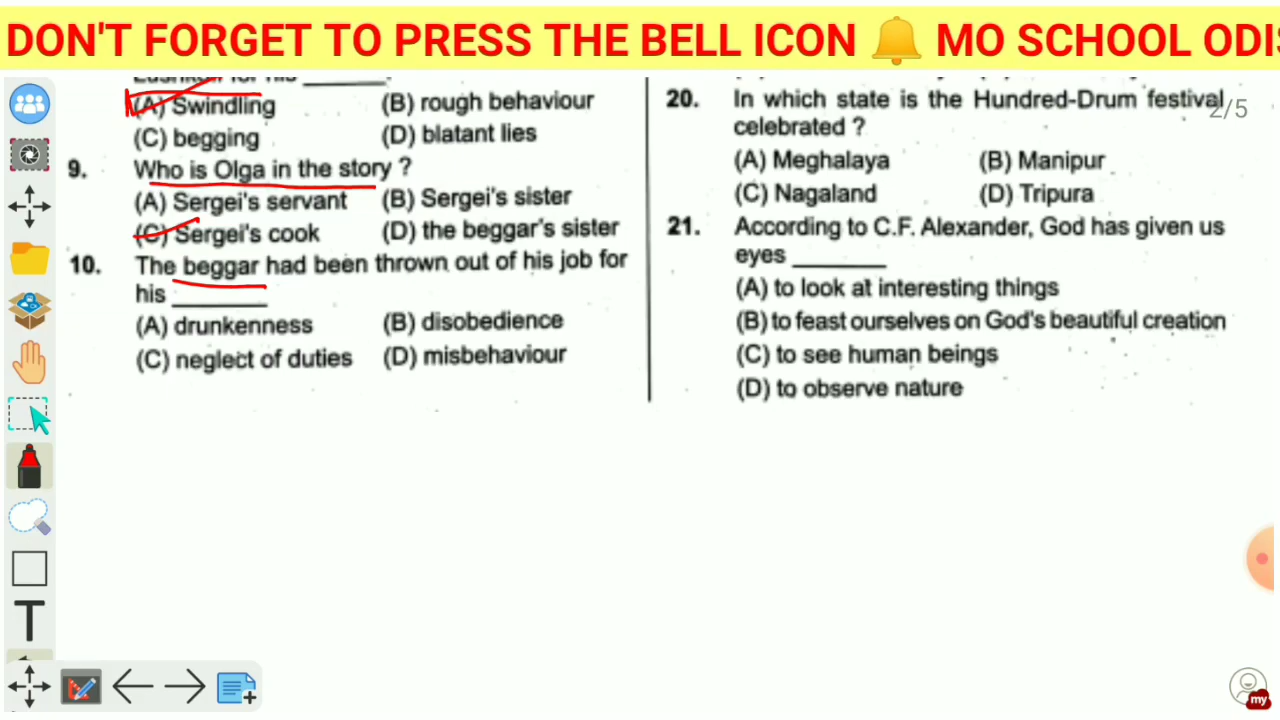 DON'T FORGET TO PRESS THE BELL ICON 🔔 MO SCHOOL ODIS
(A) Swindling (B) rough behaviour
(C) begging (D) blatant lies
9. Who is Olga in the story ?
(A) Sergei's servant (B) Sergei's sister
(C) Sergei's cook (D) the beggar's sister
10. The beggar had been thrown out of his job for
his ________
(A) drunkenness (B) disobedience
(C) neglect of duties (D) misbehaviour
20. In which state is the Hundred-Drum festival
celebrated ?
2/5
(A) Meghalaya (B) Manipur
(C) Nagaland (D) Tripura
21. According to C.F. Alexander, God has given us
eyes ________
(A) to look at interesting things
(B) to feast ourselves on God's beautiful creation
(C) to see human beings
(D) to observe nature
T
my